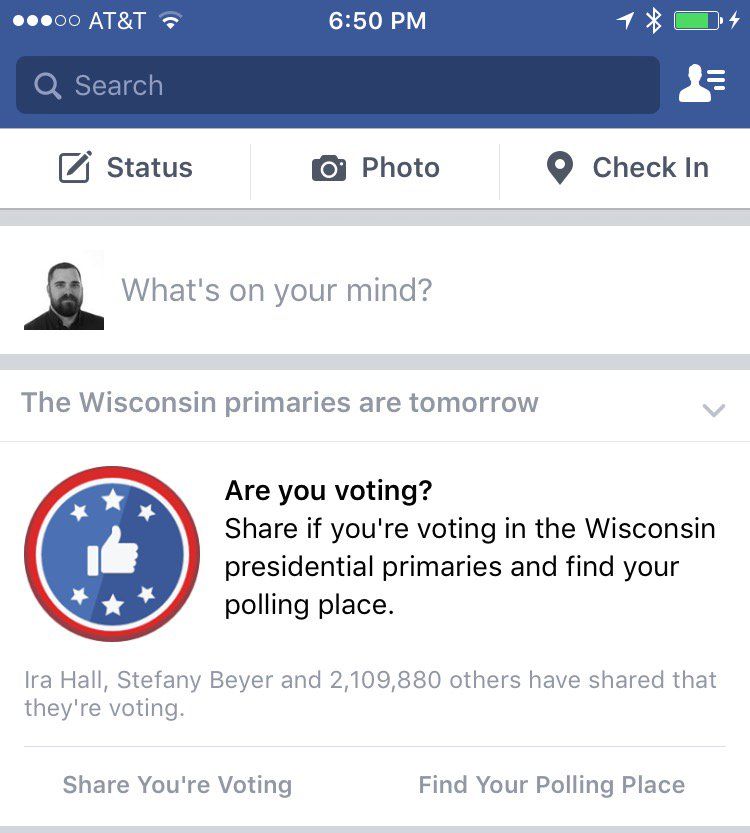 AT&T 6:50 PM
Search
Status Photo Check In
What's on your mind?
The Wisconsin primaries are tomorrow
Are you voting?
Share if you're voting in the Wisconsin
presidential primaries and find your
polling place.
Ira Hall, Stefany Beyer and 2,109,880 others have shared that
they're voting.
Share You're Voting Find Your Polling Place